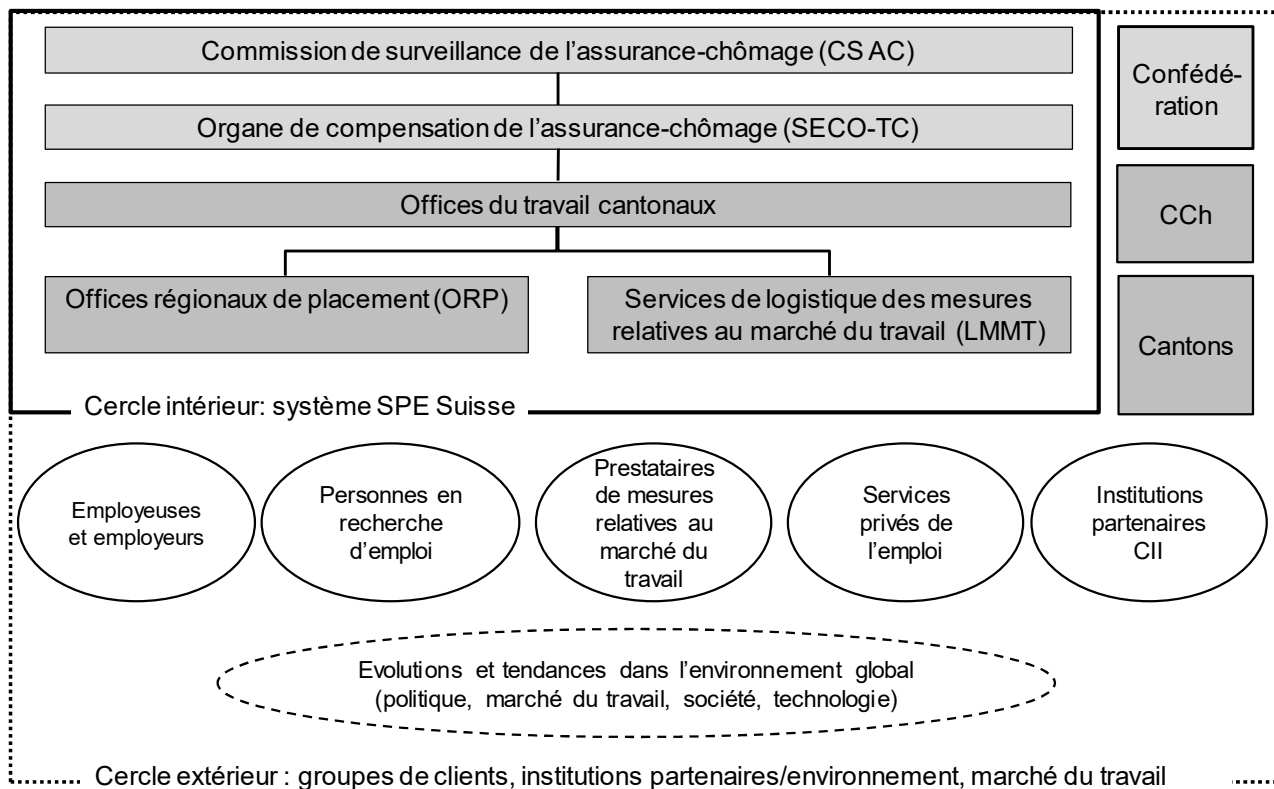 Commission de surveillance de l'assurance-chômage (CS AC)
Confédé-
ration
Organe de compensation de l'assurance-chômage (SECO-TC)
Offices du travail cantonaux
CCh
Offices régionaux de placement (ORP)
Services de logistique des mesures
relatives au marché du travail (LMMT)
Cantons
Cercle intérieur: système SPE Suisse
Employeuses
et employeurs
Personnes en
recherche
d'emploi
Prestataires
de mesures
relatives au
marché du
travail
Services
privés de
l'emploi
Institutions
partenaires
CII
Evolutions et tendances dans l'environnement global
(politique, marché du travail, société, technologie)
Cercle extérieur : groupes de clients, institutions partenaires/environnement, marché du travail